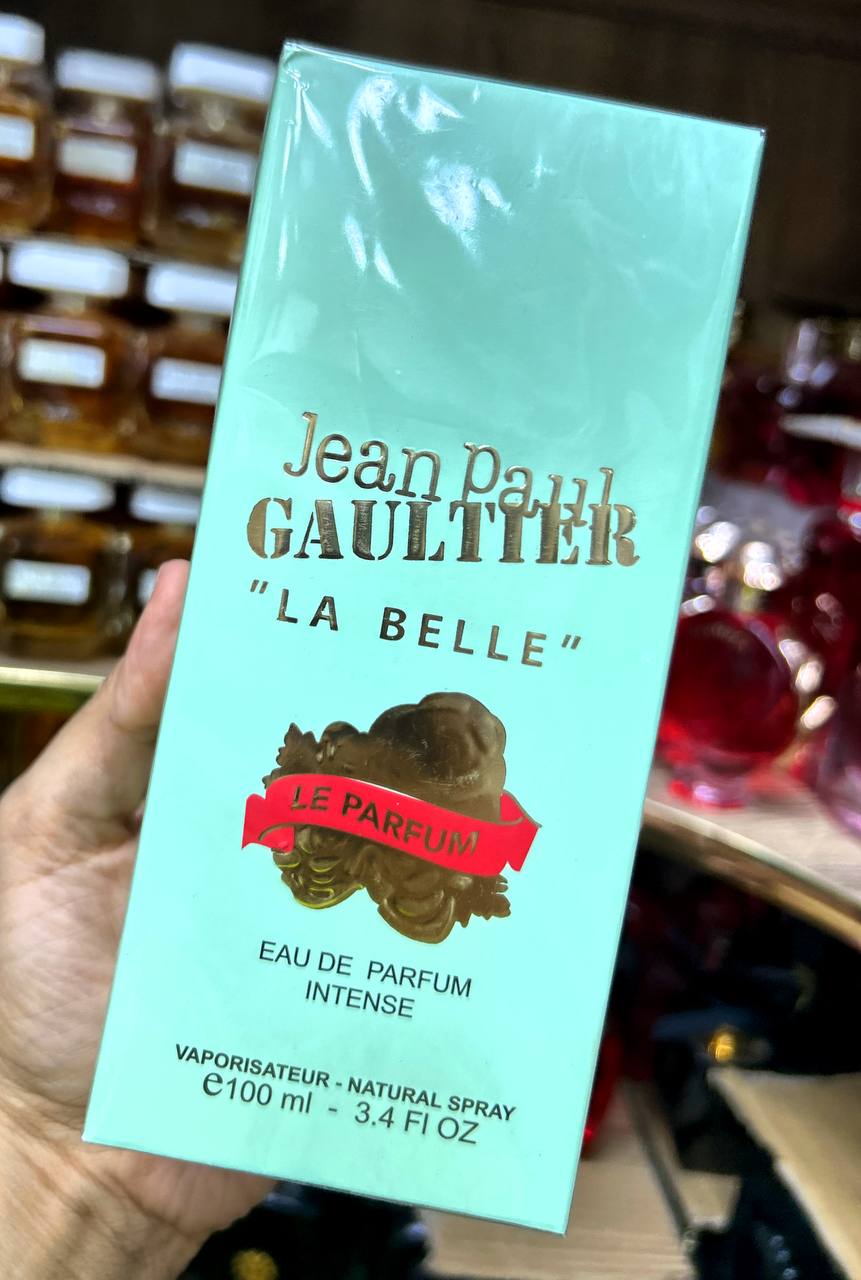 Jean Paul
GAULTIER
"LA BELLE"
LE PARFUM
EAU DE PARFUM
INTENSE
VAPORISATEUR - NATURAL SPRAY
e100 ml - 3.4 Fl OZ